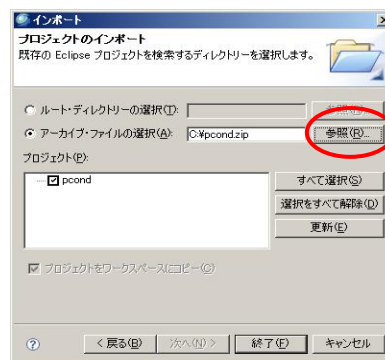 インポート
プロジェクトのインポート
既存の Eclipse プロジェクトを検索するディレクトリーを選択します。
ルート・ディレクトリーの選択(T):
参照(R)...
アーカイブ・ファイルの選択(A): C:¥pcond.zip 参照(R)...
プロジェクト(P):
pcond
すべて選択(S)
選択をすべて解除(D)
更新(E)
プロジェクトをワークスペースにコピー(C)
< 戻る(B) 次へ(N) > 終了(F) キャンセル